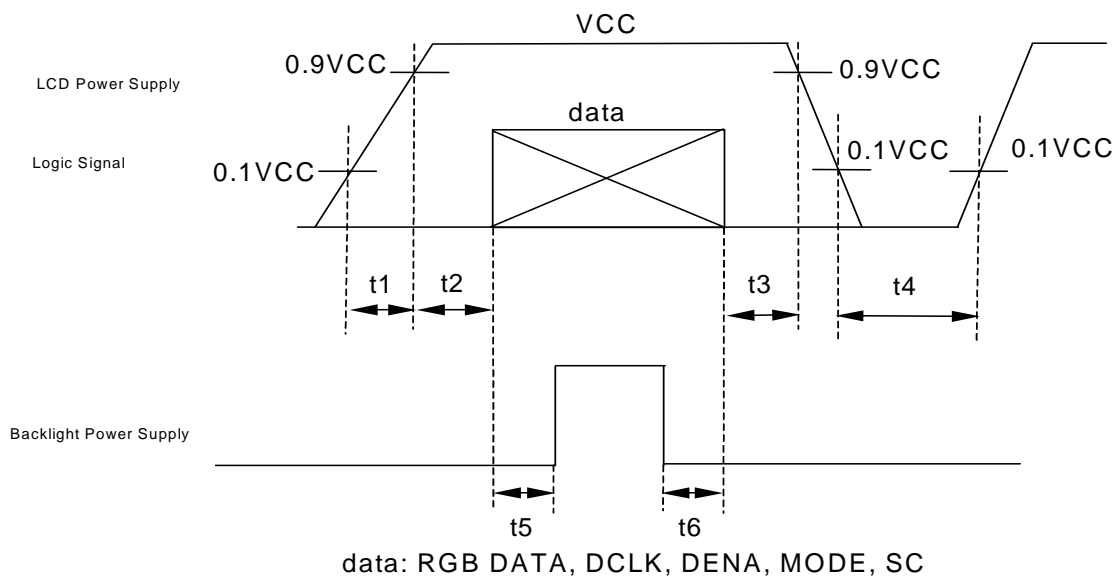 VCC
0.9VCC
0.9VCC
LCD Power Supply
data
Logic Signal
0.1VCC
0.1VCC
0.1VCC
t1
t2
t3
t4
Backlight Power Supply
t5
t6
data: RGB DATA, DCLK, DENA, MODE, SC